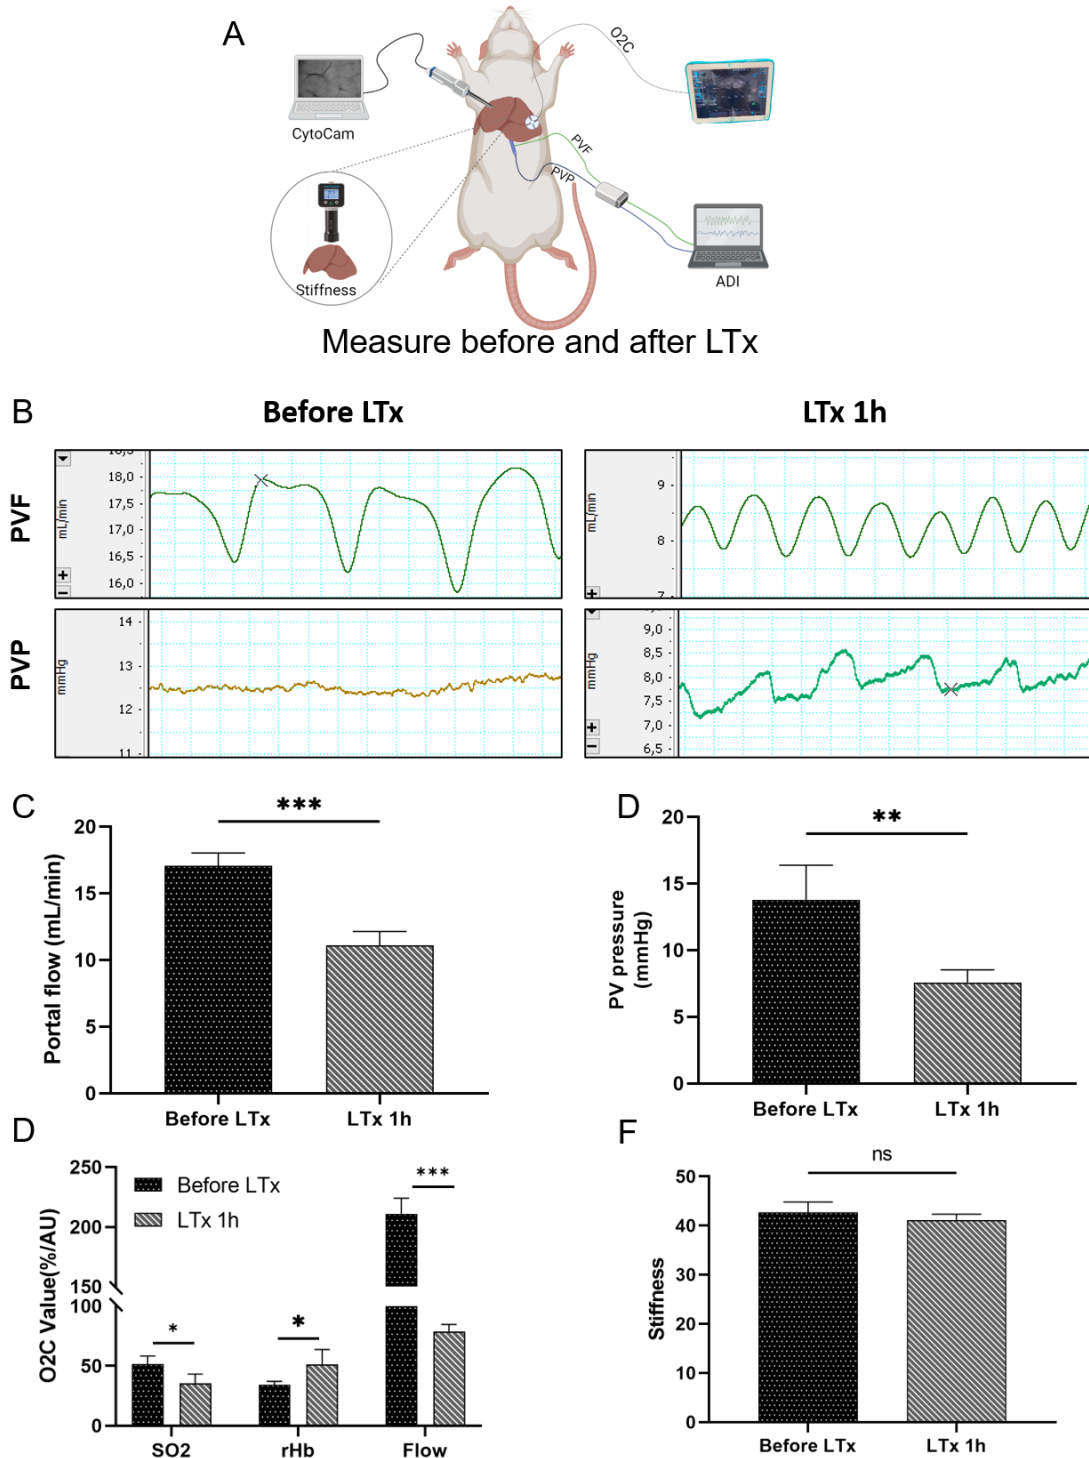 A
CytoCam
O2C
PVF
PVP
Stiffness
ADI
Measure before and after LTx
B
Before LTx
LTx 1h
PVF
mL/min
18,5
18,0
17,5
17,0
16,5
16,0
mL/min
9
8
7
PVP
mmHg
14
13
12
11
mmHg
9,0
8,5
8,0
7,5
7,0
6,5
C
***
Portal flow (mL/min)
20
15
10
5
0
Before LTx
LTx 1h
D
**
PV pressure
(mmHg)
20
15
10
5
0
Before LTx
LTx 1h
D
Before LTx
LTx 1h
O2C Value(%/AU)
250
200
150
100
50
0
*
*
***
SO2
rHb
Flow
F
ns
Stiffness
50
40
30
20
10
0
Before LTx
LTx 1h